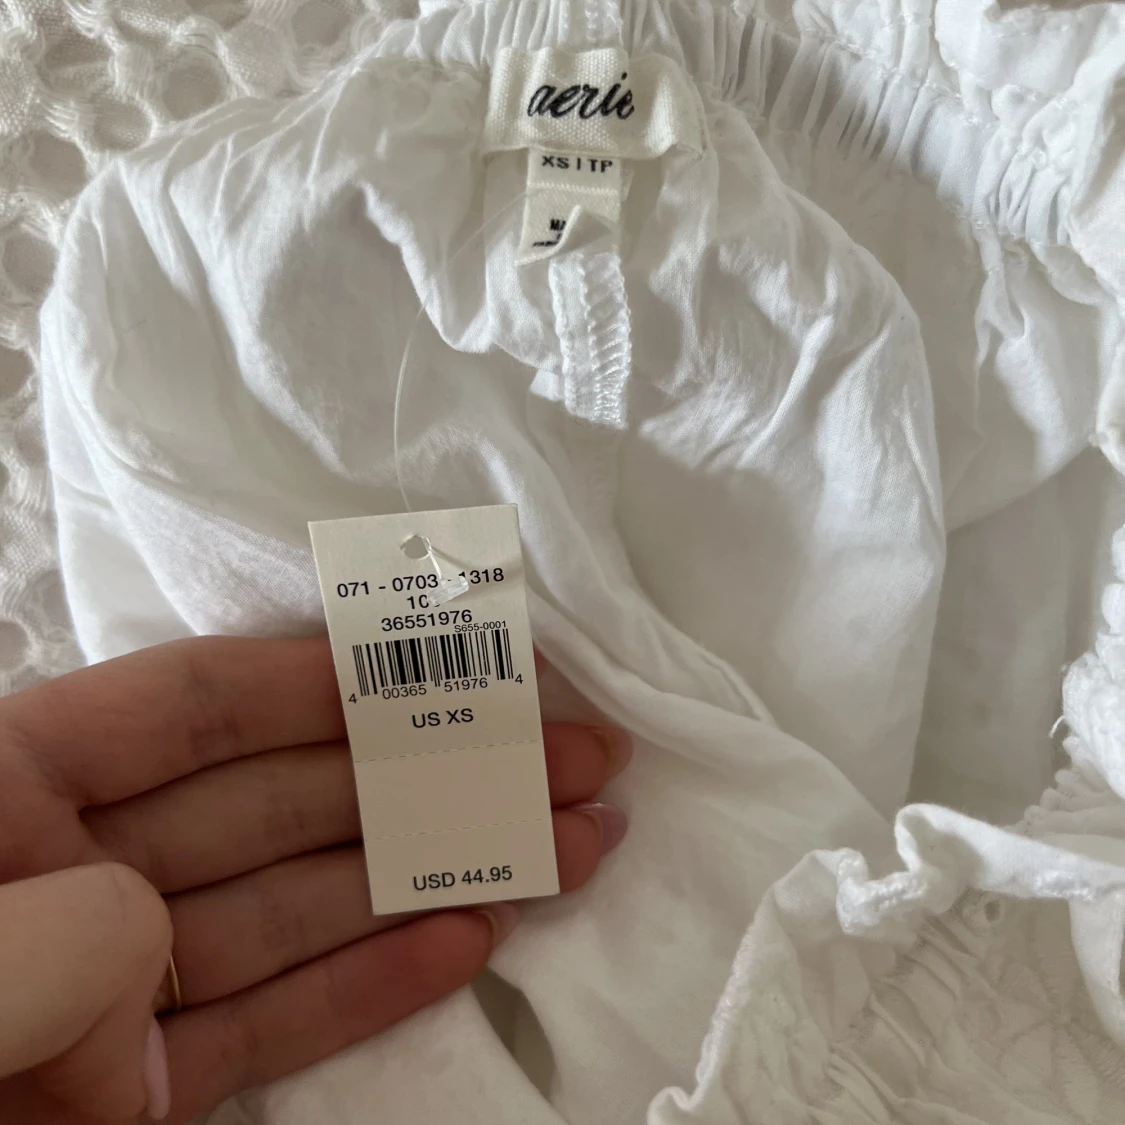 aerie
XS | TP
071 - 0703 - 1318
36551976
S655-0001
4 00365 51976 4
US XS
USD 44.95